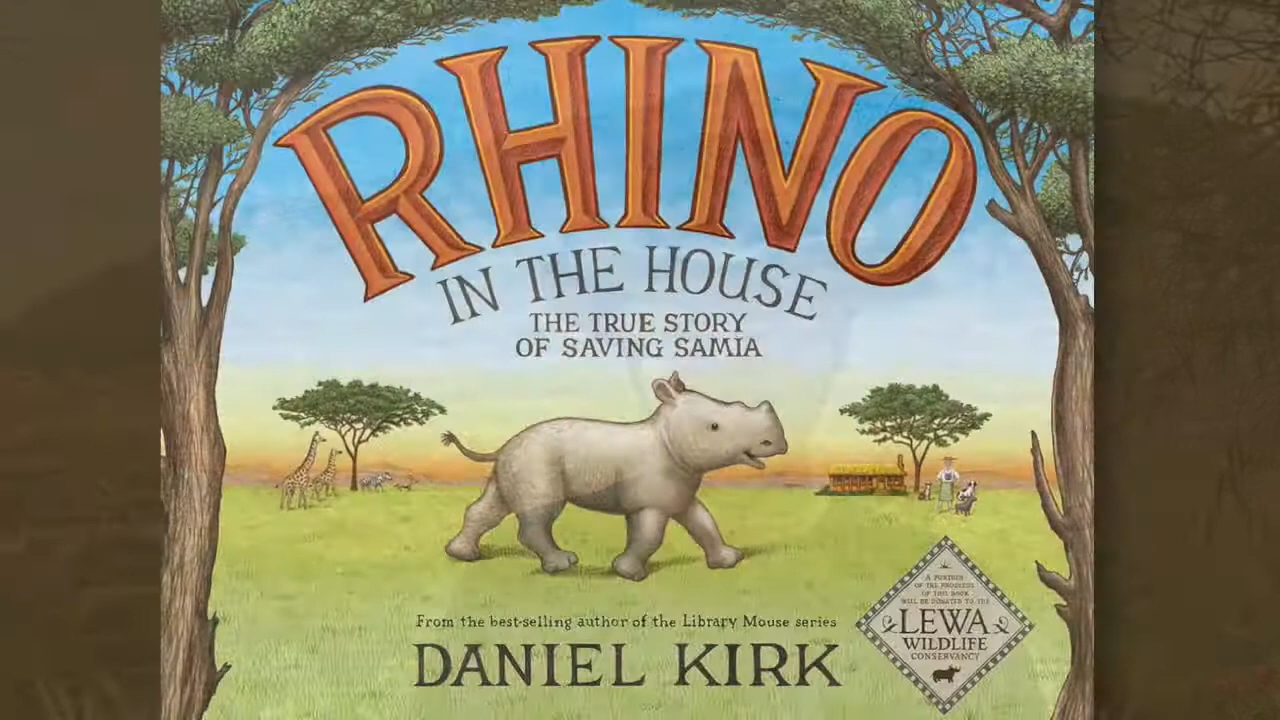 RHINO
IN THE HOUSE
THE TRUE STORY
OF SAVING SAMIA
From the best-selling author of the Library Mouse series
DANIEL KIRK
A PORTION
OF THE PROCEEDS
OF THIS BOOK
WILL BE DONATED TO THE
LEWA
WILDLIFE
CONSERVANCY